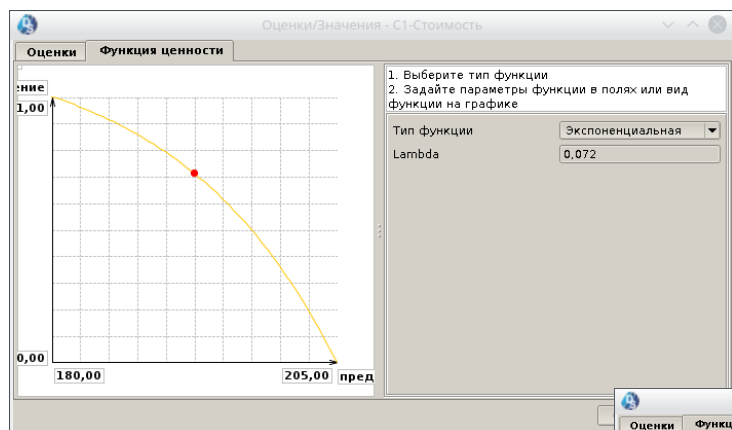 Оценки/Значения - C1-Стоимость
Оценки
Функция ценности
ение
1,00
0,00
180,00
205,00
пред
1. Выберите тип функции
2. Задайте параметры функции в полях или вид
функции на графике
Тип функции
Экспоненциальная
Lambda
0,072
Оценки
Функц